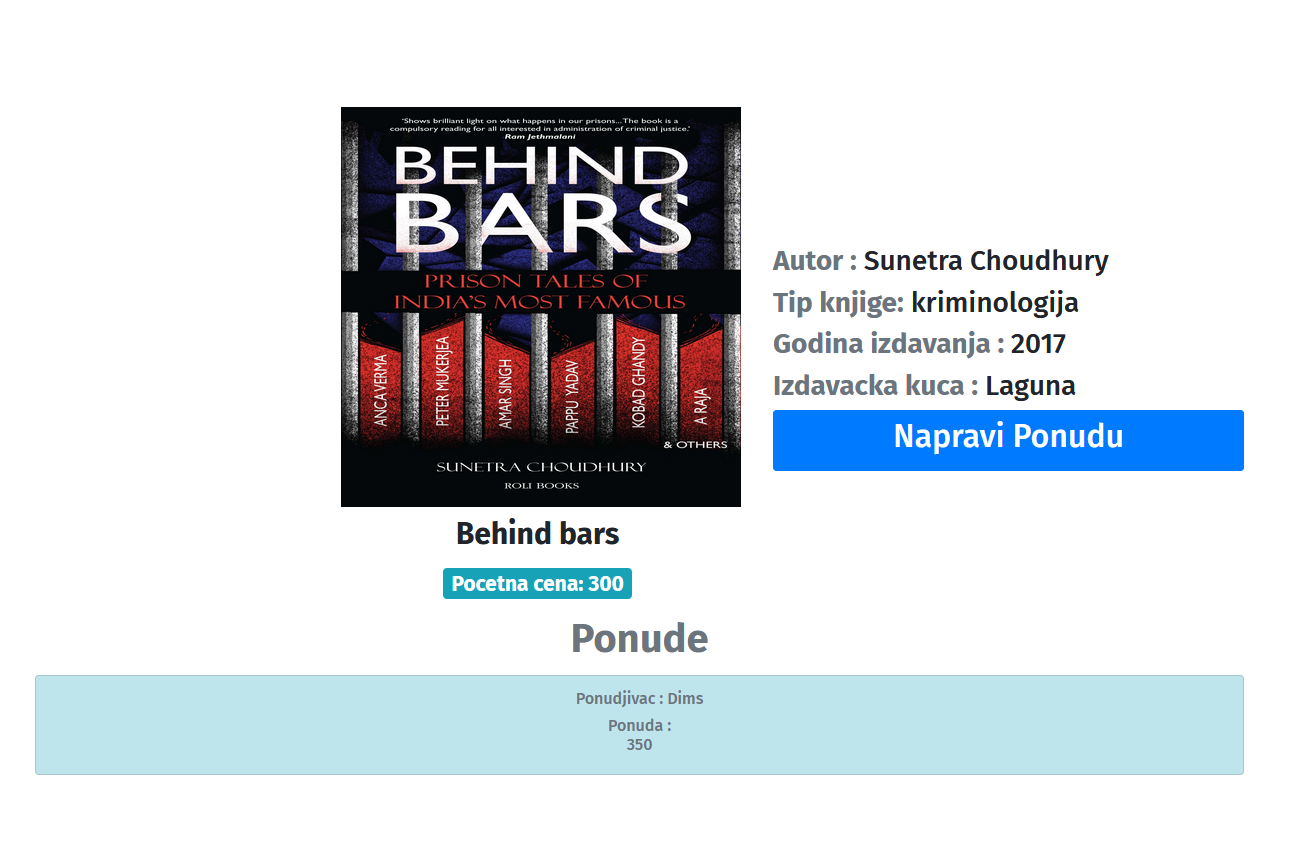 'Shows brilliant light on what happens in our prisons...The book is a
compulsory reading for all interested in administration of criminal justice.'
Ram Jethmalani
BEHIND
BARS
PRISON TALES OF
INDIA'S MOST FAMOUS
ANCA VERMA
PETER MUKERJEA
AMAR SINGH
PAPPU YADAV
KOBAD GHANDY
A RAJA
& OTHERS
SUNETRA CHOUDHURY
ROLI BOOKS
Autor : Sunetra Choudhury
Tip knjige: kriminologija
Godina izdavanja : 2017
Izdavacka kuca : Laguna
Napravi Ponudu
Behind bars
Pocetna cena: 300
Ponude
Ponudjivac : Dims
Ponuda :
350